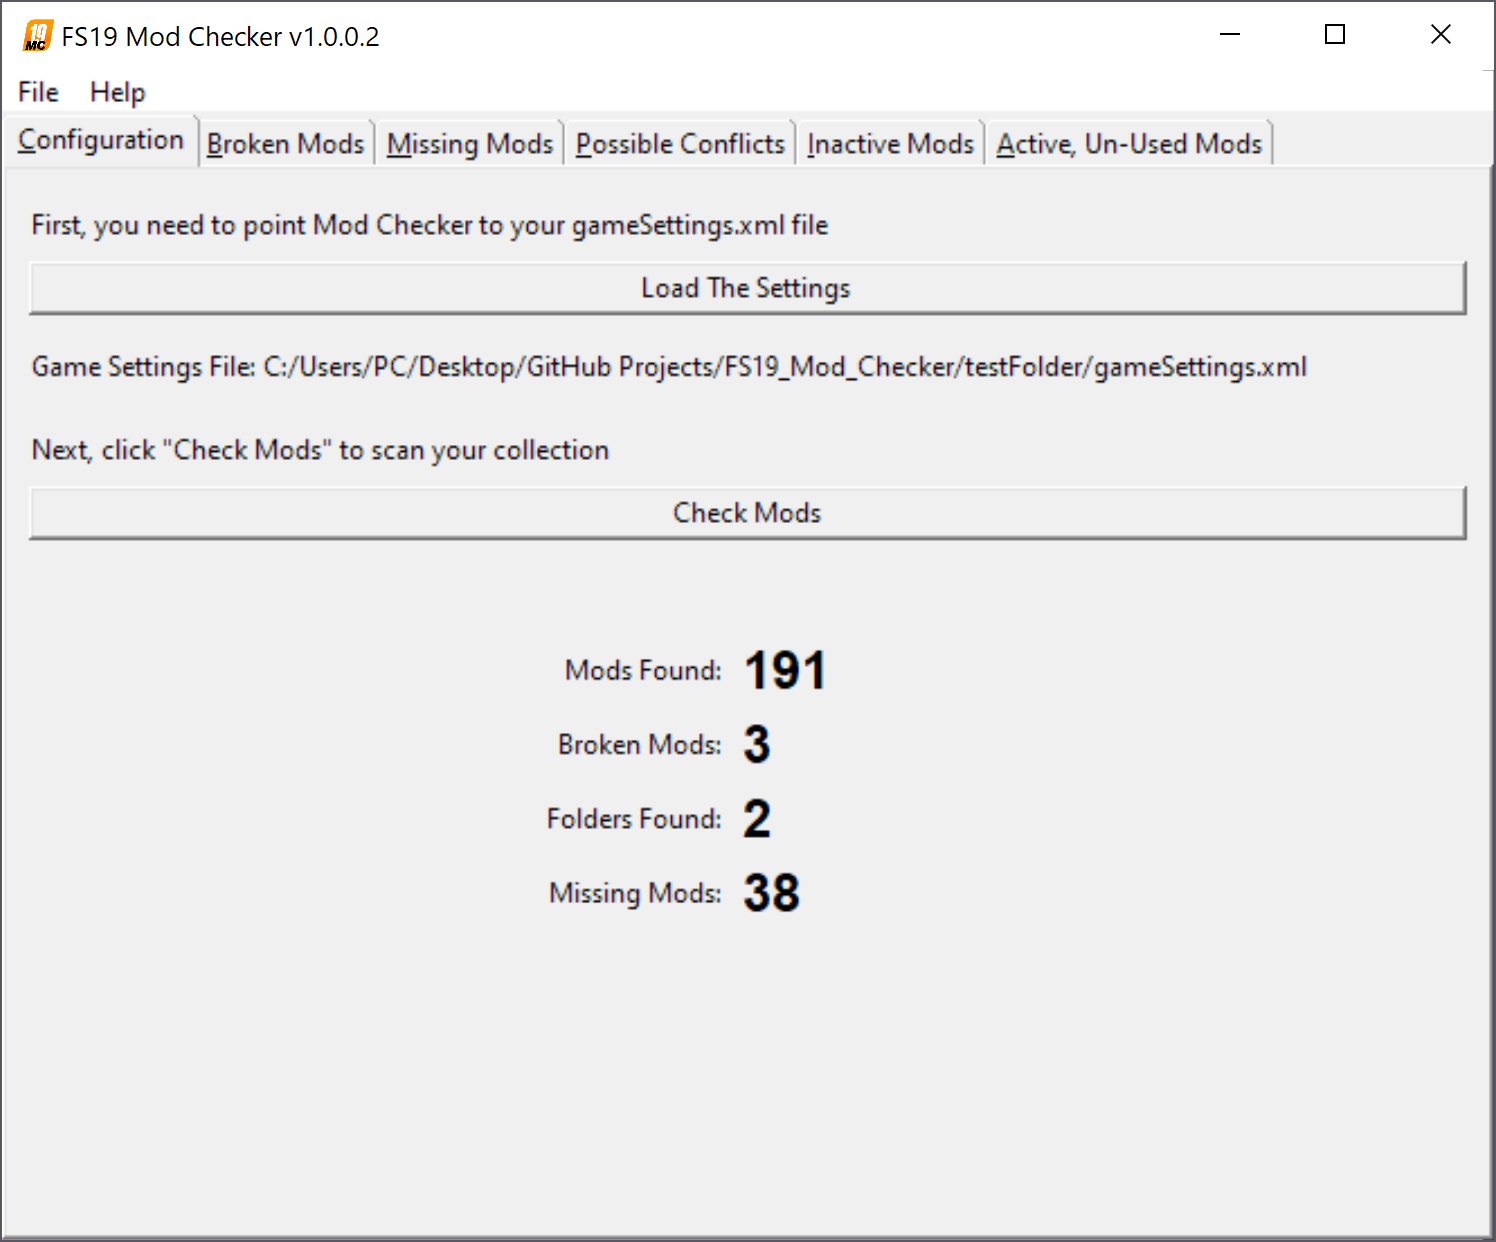 19
MC
FS19 Mod Checker v1.0.0.2
File Help
Configuration Broken Mods Missing Mods Possible Conflicts Inactive Mods Active, Un-Used Mods
First, you need to point Mod Checker to your gameSettings.xml file
Load The Settings
Game Settings File: C:/Users/PC/Desktop/GitHub Projects/FS19_Mod_Checker/testFolder/gameSettings.xml
Next, click "Check Mods" to scan your collection
Check Mods
Mods Found: 191
Broken Mods: 3
Folders Found: 2
Missing Mods: 38